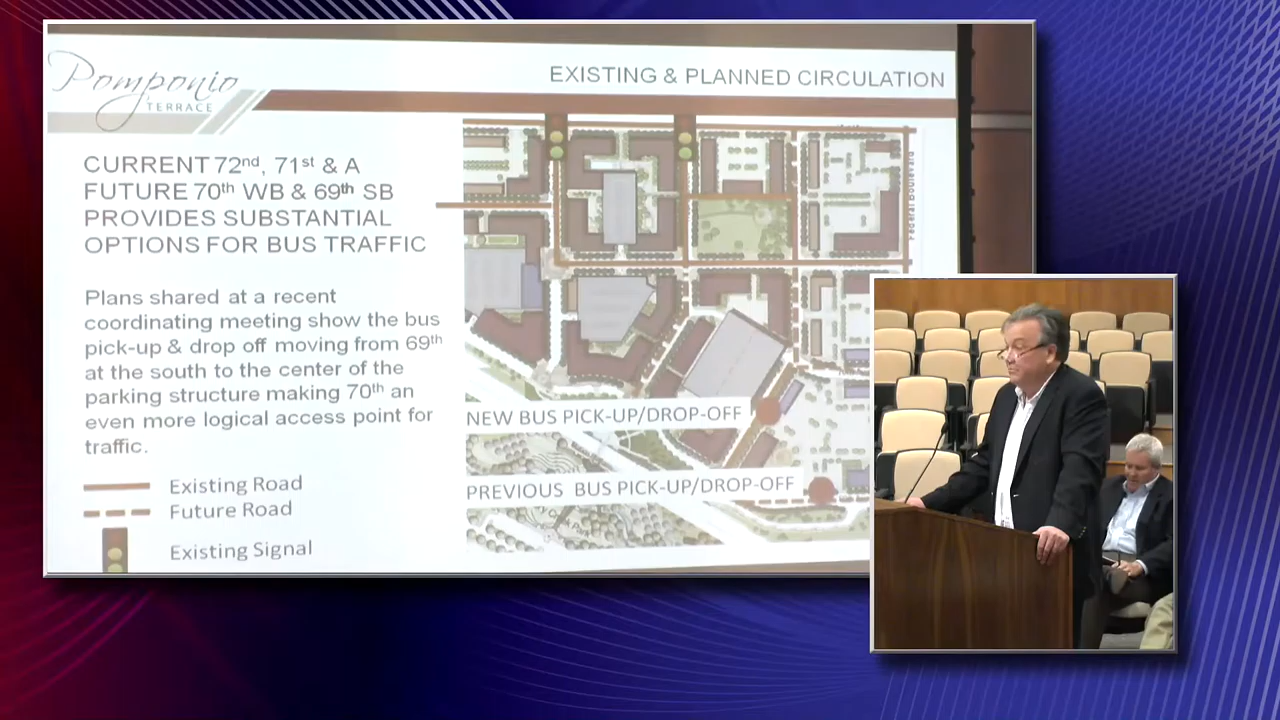 Pomponio
TERRACE
EXISTING & PLANNED CIRCULATION
CURRENT 72nd, 71st & A
FUTURE 70th WB & 69th SB
PROVIDES SUBSTANTIAL
OPTIONS FOR BUS TRAFFIC
Plans shared at a recent
coordinating meeting show the bus
pick-up & drop off moving from 69th
at the south to the center of the
parking structure making 70th an
even more logical access point for
traffic.
Existing Road
Future Road
Existing Signal
Federal Boulevard
NEW BUS PICK-UP/DROP-OFF
PREVIOUS BUS PICK-UP/DROP-OFF